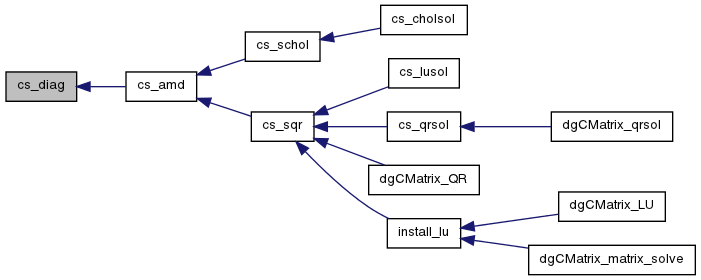 cs_diag
cs_amd
cs_schol
cs_cholsol
cs_sqr
cs_lusol
cs_qrsol
dgCMatrix_qrsol
dgCMatrix_QR
install_lu
dgCMatrix_LU
dgCMatrix_matrix_solve